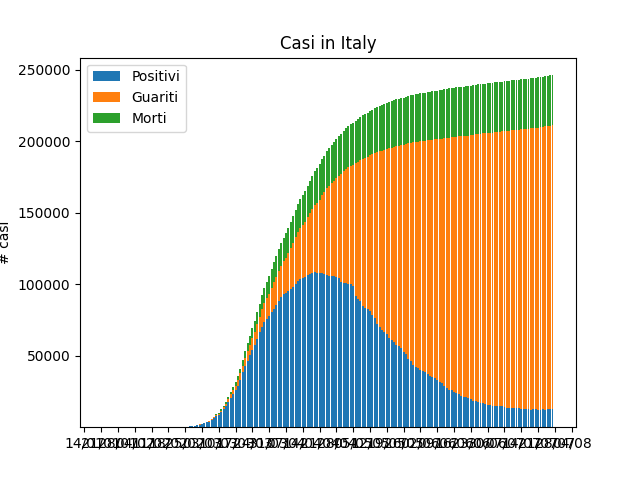 Casi in Italy
250000
200000
150000
100000
50000
# casi
Positivi
Guariti
Morti